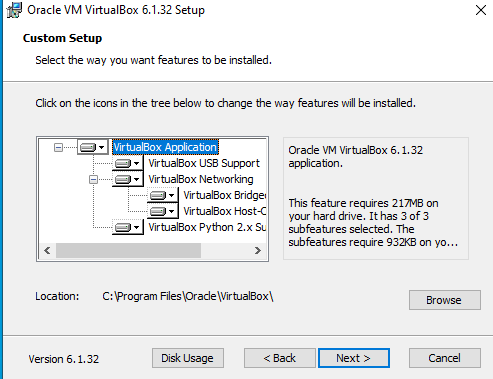 Oracle VM VirtualBox 6.1.32 Setup
Custom Setup
Select the way you want features to be installed.
Click on the icons in the tree below to change the way features will be installed.
VirtualBox Application
VirtualBox USB Support
VirtualBox Networking
VirtualBox Bridge
VirtualBox Host-C
VirtualBox Python 2.x Su
Oracle VM VirtualBox 6.1.32
application.
This feature requires 217MB on
your hard drive. It has 3 of 3
subfeatures selected. The
subfeatures require 932KB on yo...
Location: C:\Program Files\Oracle\VirtualBox\
Browse
Version 6.1.32
Disk Usage
< Back
Next >
Cancel